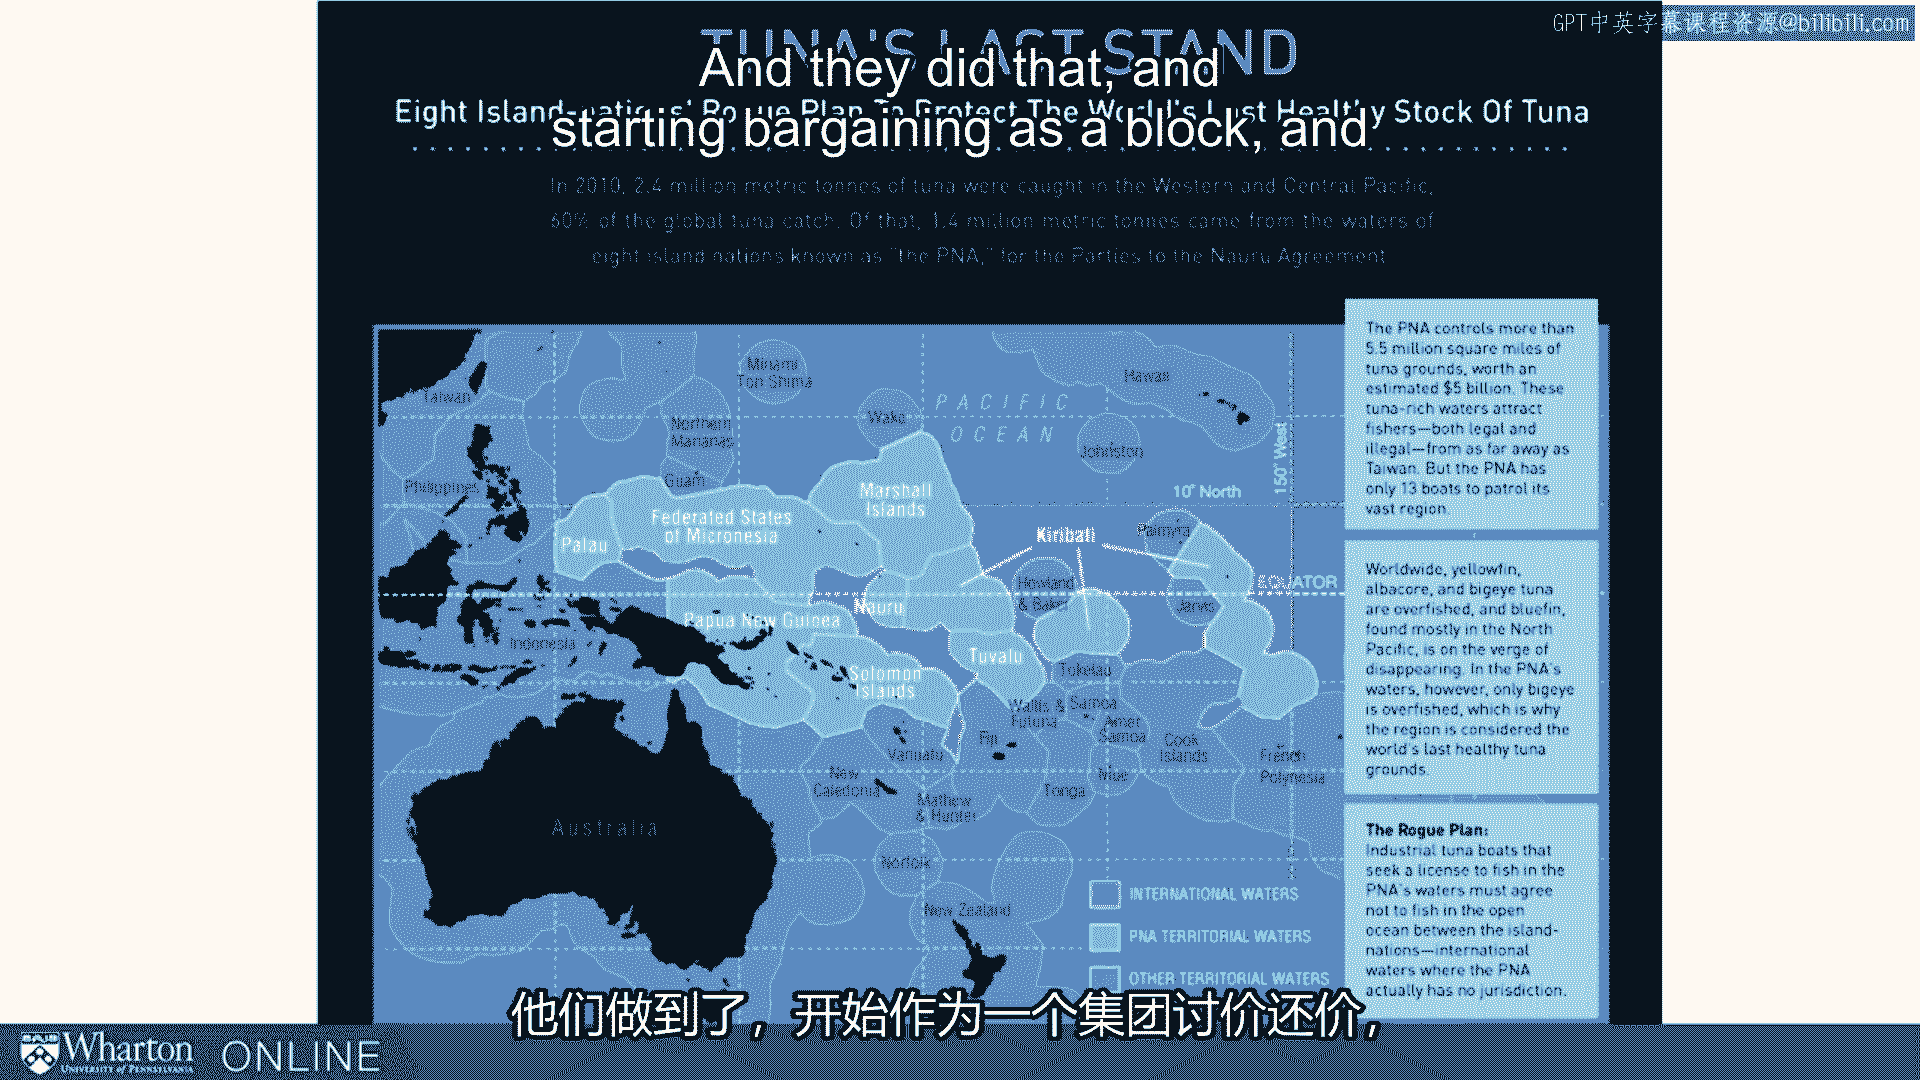 GPT中英字幕课程资源@bilibili.com
TUNA'S LAST STAND
And they did that, and
Eight Island-nations' Rogue Plan To Protect The World's Last Healthy Stock Of Tuna
starting bargaining as a block, and
In 2010, 2.4 million metric tonnes of tuna were caught in the Western and Central Pacific,
60% of the global tuna catch. Of that, 1.4 million metric tonnes came from the waters of
eight island nations known as "the PNA," for the Parties to the Nauru Agreement
Minami
Tori Shima
Taiwan
Hawaii
PACIFIC
OCEAN
Wake
Northern
Marianas
Johnston
150° West
Philippines
Guam
Marshall
Islands
10° North
Federated States
of Micronesia
Palau
Kiribati
Palmyra
Howland
& Baker
EQUATOR
Nauru
Jarvis
Papua New Guinea
Indonesia
Tuvalu
Tokelau
Solomon
Islands
Wallis &
Futuna
Samoa
Amer.
Samoa
Fiji
Vanuatu
Cook
Islands
French
Polynesia
New
Caledonia
Niue
Tonga
Mathew
& Hunter
Australia
Norfolk
New Zealand
INTERNATIONAL WATERS
PNA TERRITORIAL WATERS
OTHER TERRITORIAL WATERS
The PNA controls more than
5.5 million square miles of
tuna grounds, worth an
estimated $5 billion. These
tuna-rich waters attract
fishers—both legal and
illegal—from as far away as
Taiwan. But the PNA has
only 13 boats to patrol its
vast region.
Worldwide, yellowfin,
albacore, and bigeye tuna
are overfished, and bluefin,
found mostly in the North
Pacific, is on the verge of
disappearing. In the PNA's
waters, however, only bigeye
is overfished, which is why
the region is considered the
world's last healthy tuna
grounds.
The Rogue Plan:
Industrial tuna boats that
seek a license to fish in the
PNA's waters must agree
not to fish in the open
ocean between the island-
nations—international
waters where the PNA
actually has no jurisdiction.
他们做到了，开始作为一个集团讨价还价，
Wharton
UNIVERSITY of PENNSYLVANIA
ONLINE